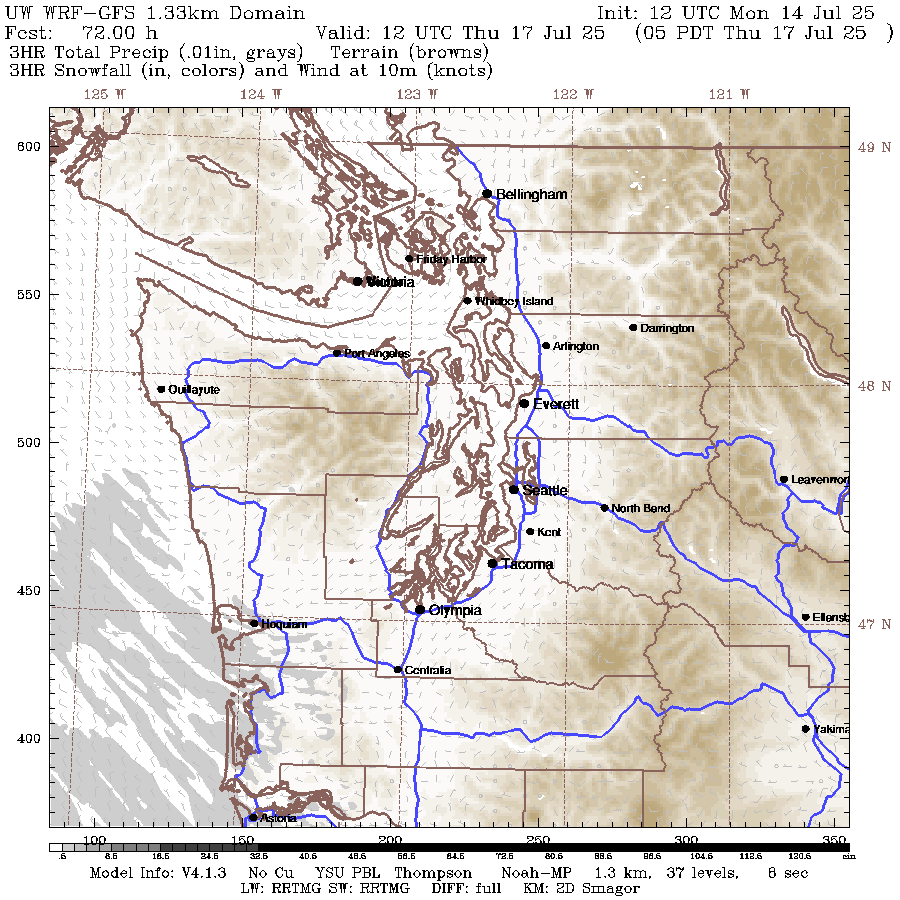 UW WRF-GFS 1.33km Domain Init: 12 UTC Mon 14 Jul 25
Fcst: 72.00 h Valid: 12 UTC Thu 17 Jul 25 (05 PDT Thu 17 Jul 25 )
3HR Total Precip (.01in, grays) Terrain (browns)
3HR Snowfall (in, colors) and Wind at 10m (knots)
125 W 124 W 123 W 122 W 121 W
600 49 N
Bellingham
Friday Harbor
Victoria
550
Whidbey Island
Darrington
Arlington
Port Angeles
48 N
Quillayute
Everett
500
Leavenwor
Seattle
North Bend
Kent
Tacoma
450
Olympia
Ellensb
Hoquiam 47 N
Centralia
400
Yakima
Astoria
100 150 200 250 300 350
.5 8.5 16.5 24.5 32.5 40.5 48.5 56.5 64.5 72.5 80.5 88.5 96.5 104.5 112.5 120.5 cin
Model Info: V4.1.3 No Cu YSU PBL Thompson Noah-MP 1.3 km, 37 levels, 8 sec
LW: RRTMG SW: RRTMG DIFF: full KM: 2D Smagor